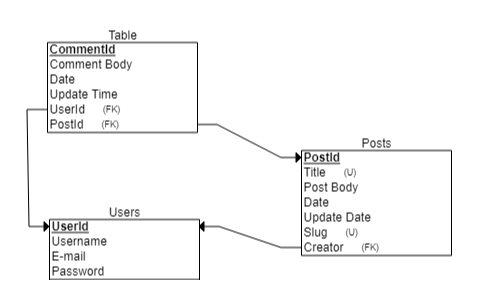 Table
CommentId
Comment Body
Date
Update Time
UserId (FK)
PostId (FK)
Posts
PostId
Title (U)
Post Body
Date
Update Date
Slug (U)
Creator (FK)
Users
UserId
Username
E-mail
Password